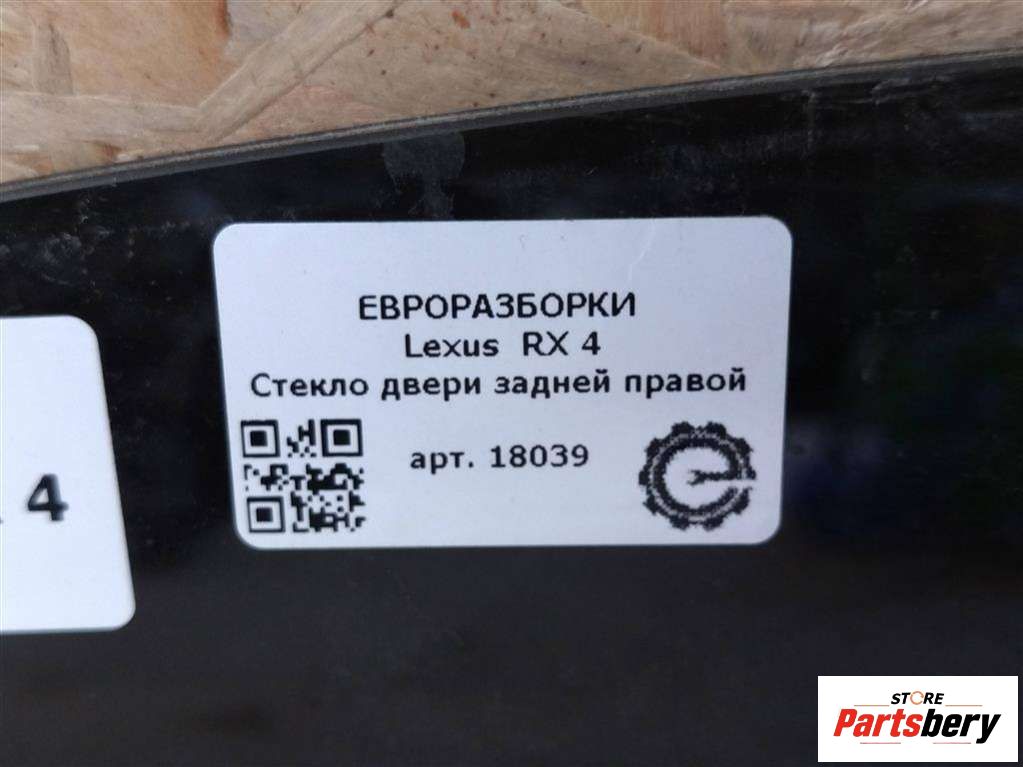 ЕВРОРАЗБОРКИ
Lexus RX 4
Стекло двери задней правой
арт. 18039
4
STORE
Partsbery